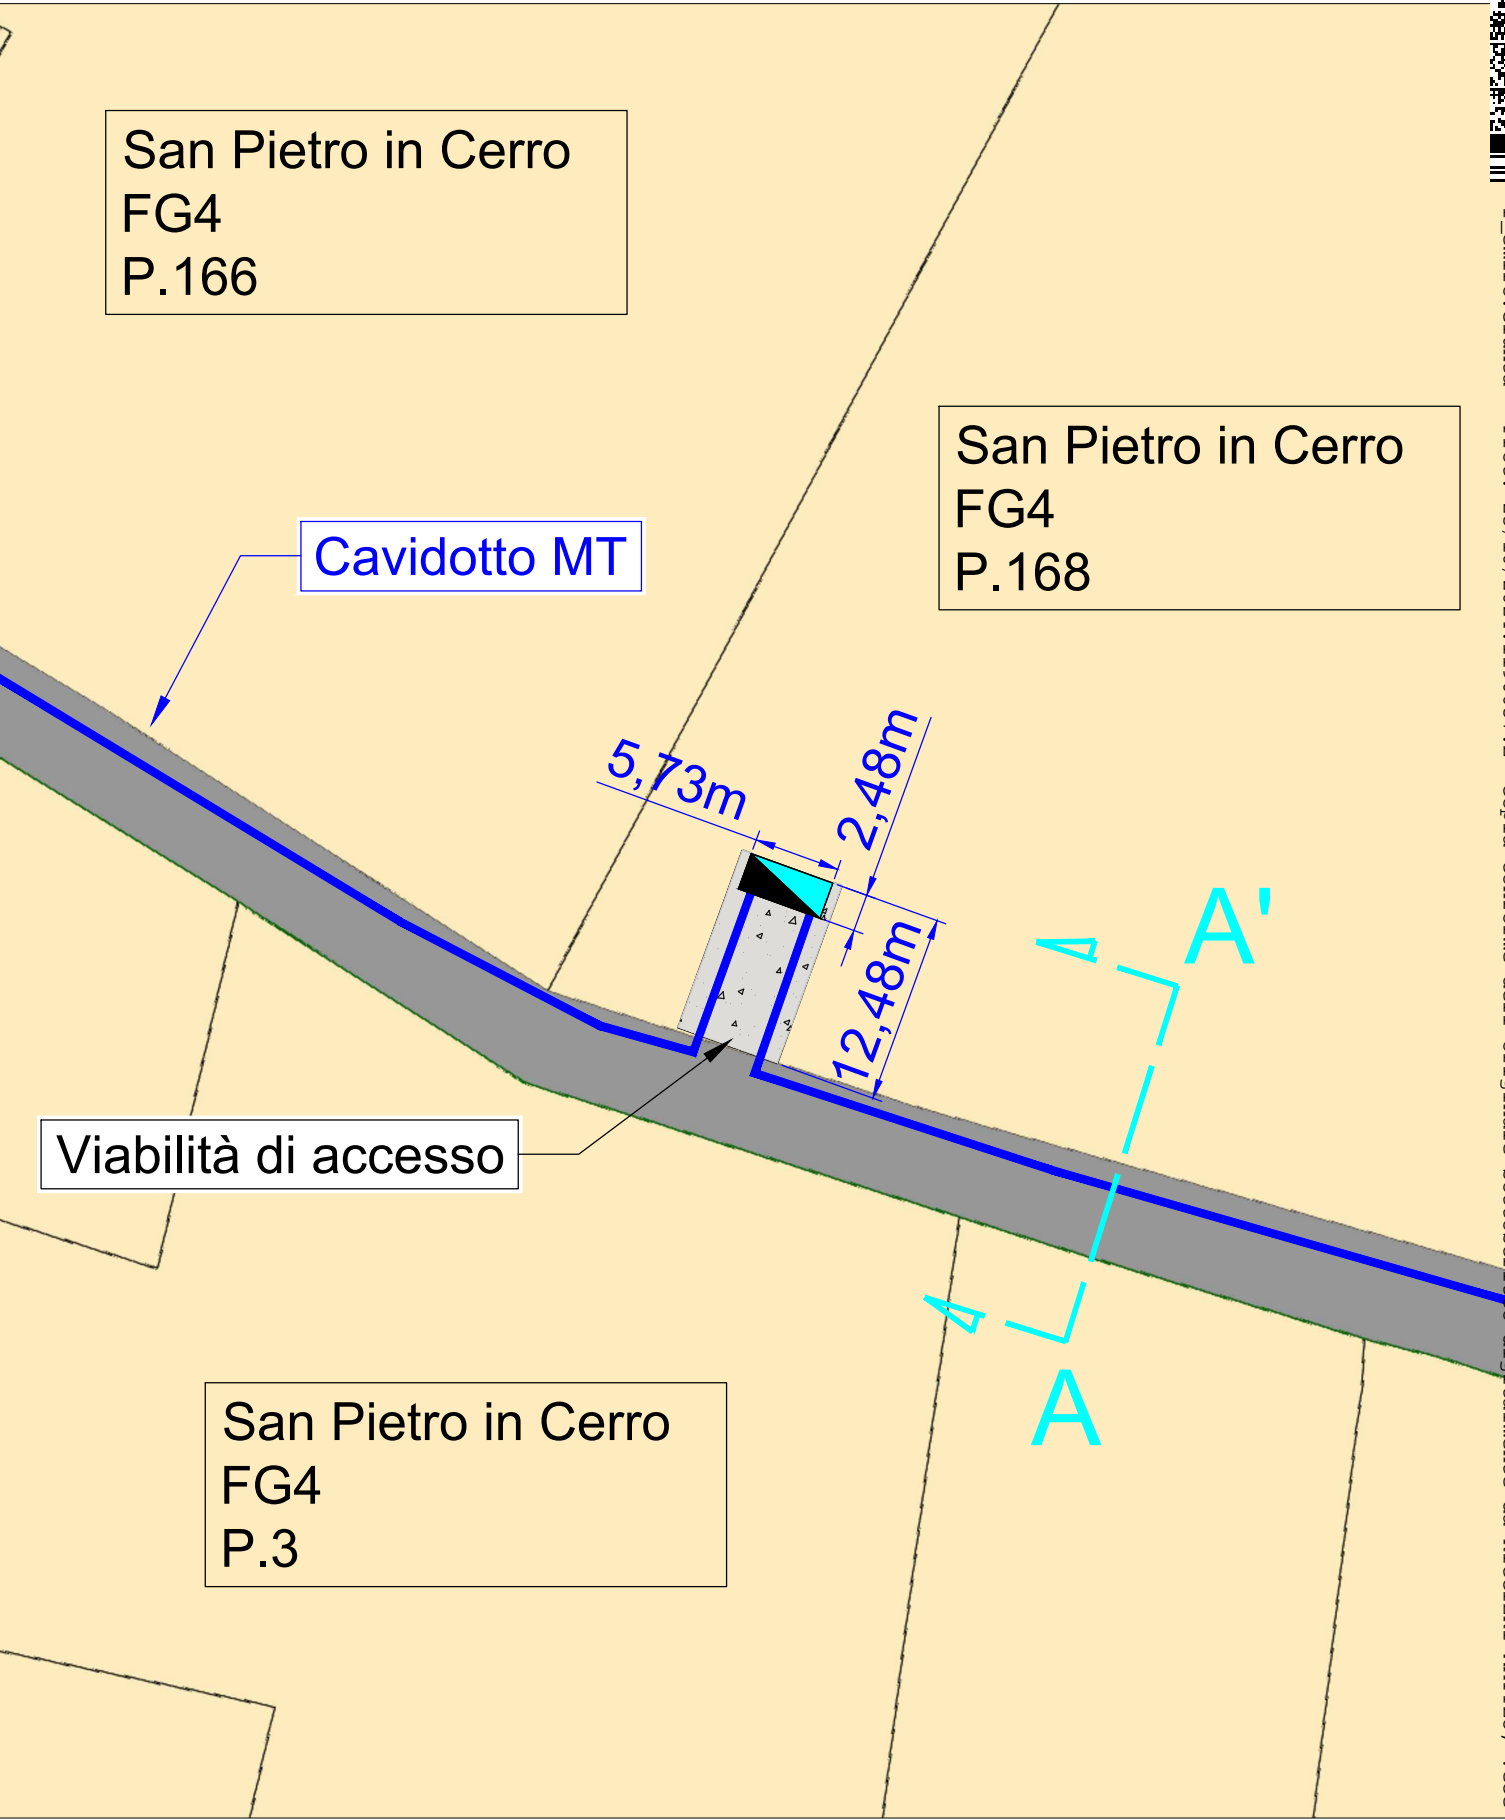 San Pietro in Cerro
FG4
P.166
San Pietro in Cerro
FG4
P.168
Cavidotto MT
5,73m
2,48m
12,48m
A'
Viabilità di accesso
A
San Pietro in Cerro
FG4
P.3